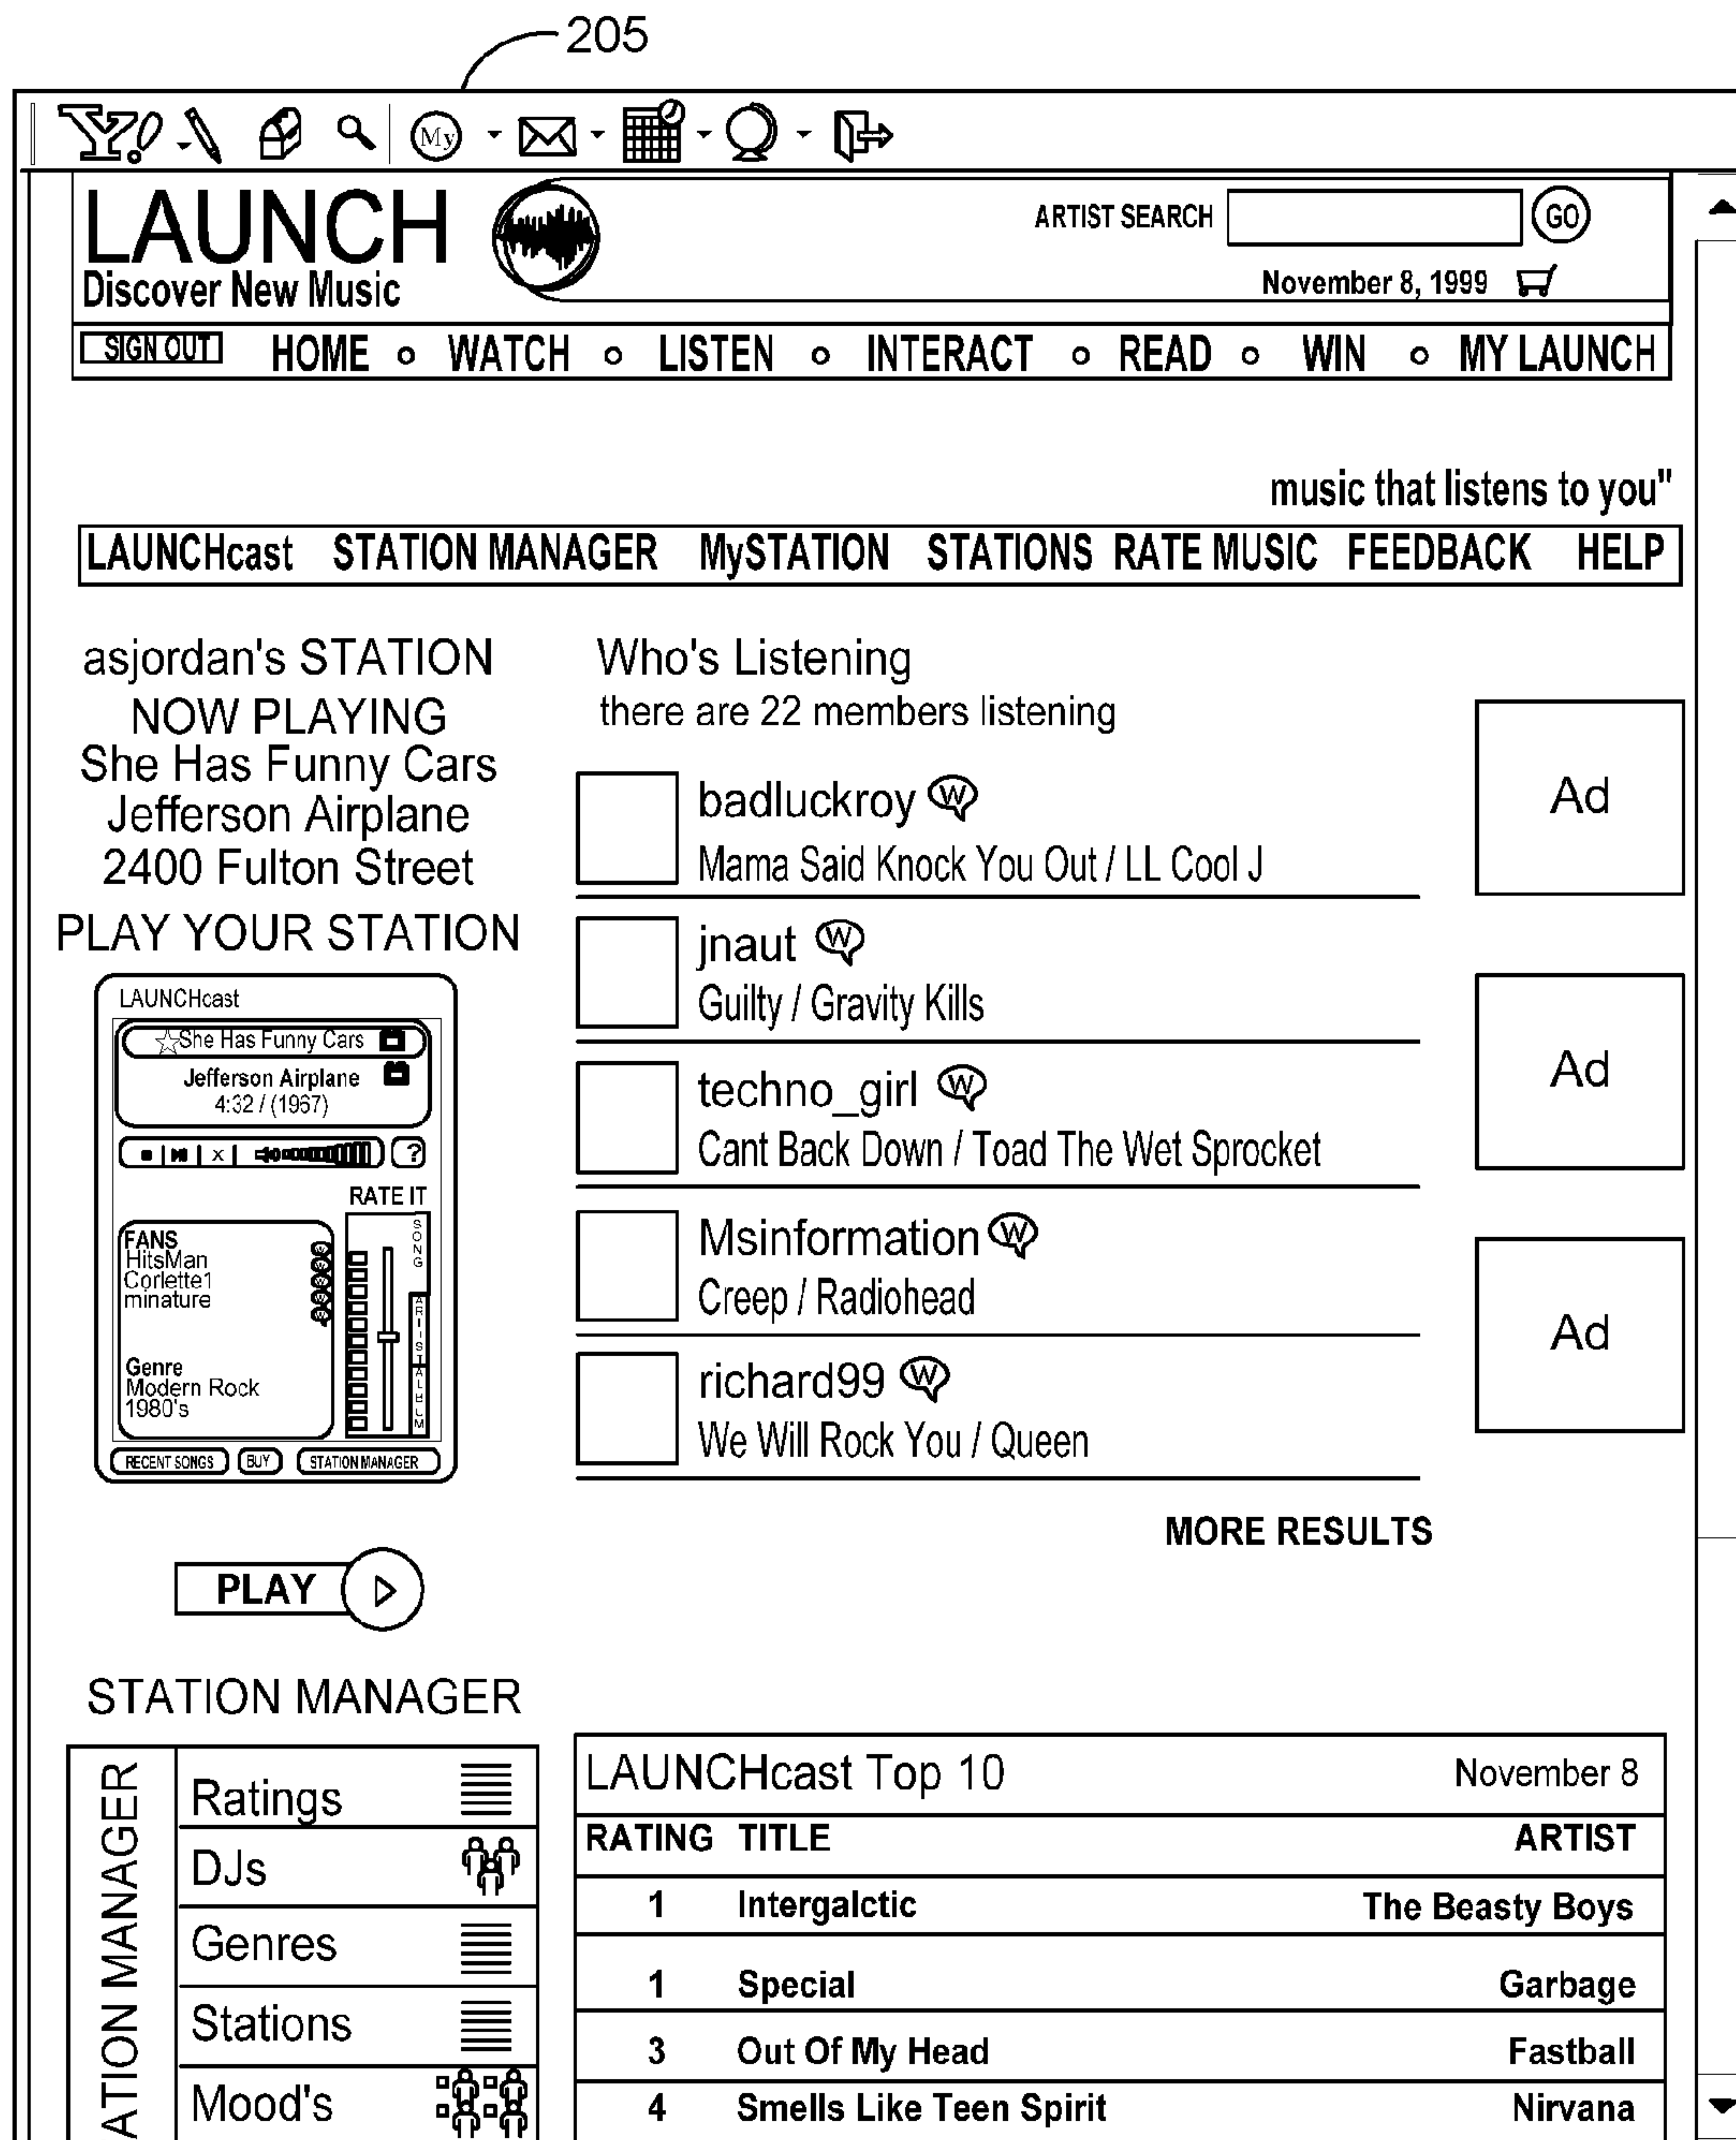 205
Y!
My
LAUNCH
Discover New Music
ARTIST SEARCH
GO
November 8, 1999
SIGN OUT HOME WATCH LISTEN INTERACT READ WIN MY LAUNCH
music that listens to you"
LAUNCHcast STATION MANAGER MySTATION STATIONS RATE MUSIC FEEDBACK HELP
asjordan's STATION
NOW PLAYING
She Has Funny Cars
Jefferson Airplane
2400 Fulton Street
PLAY YOUR STATION
LAUNCHcast
She Has Funny Cars
Jefferson Airplane
4:32 / (1967)
x ?
RATE IT
SONG
ARTIST
ALBUM
FANS
HitsMan
Corlette1
minature
Genre
Modern Rock
1980's
RECENT SONGS BUY STATION MANAGER
PLAY
Who's Listening
there are 22 members listening
badluckroy W
Mama Said Knock You Out / LL Cool J
jnaut W
Guilty / Gravity Kills
techno_girl W
Cant Back Down / Toad The Wet Sprocket
Msinformation W
Creep / Radiohead
richard99 W
We Will Rock You / Queen
MORE RESULTS
Ad
Ad
Ad
STATION MANAGER
ATION MANAGER
Ratings
DJs
Genres
Stations
Mood's
LAUNCHcast Top 10 November 8
RATING TITLE ARTIST
1 Intergalctic The Beasty Boys
1 Special Garbage
3 Out Of My Head Fastball
4 Smells Like Teen Spirit Nirvana